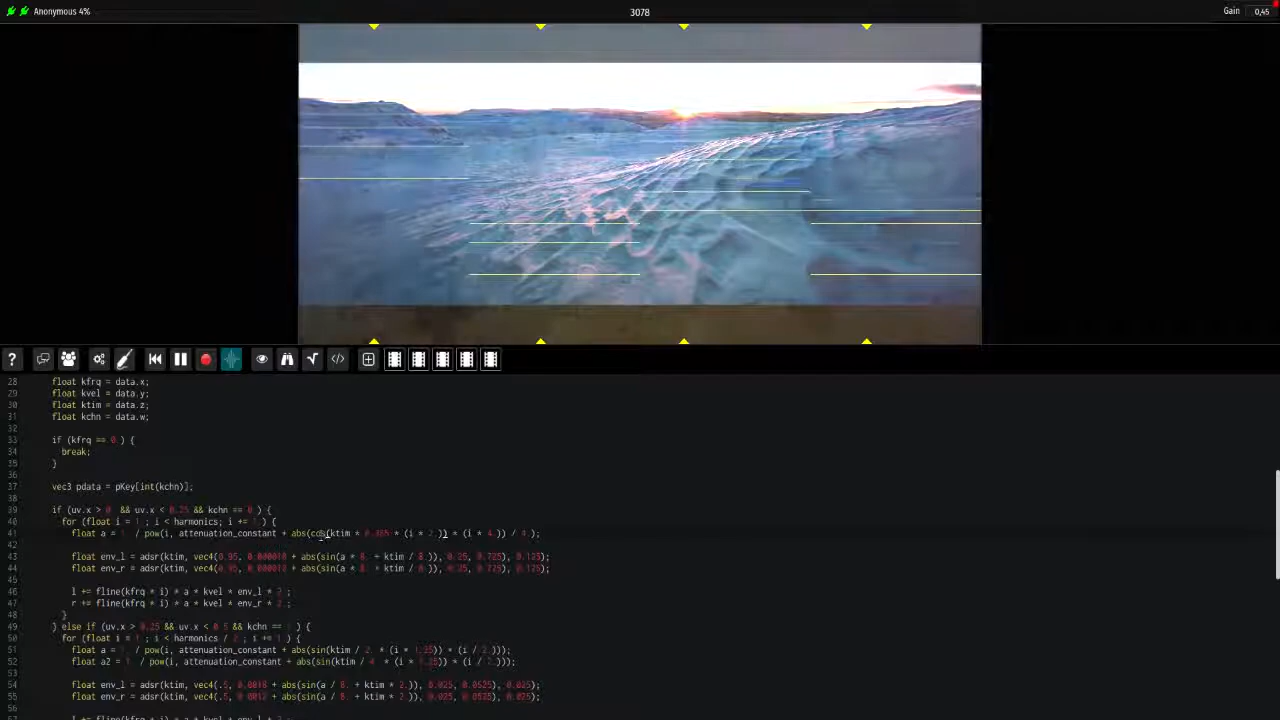 Anonymous 4%
3078
Gain 0,45
?
28 float kfrq = data.x;
29 float kvel = data.y;
30 float ktim = data.z;
31 float kchn = data.w;
32
33 if (kfrq == 0.) {
34 break;
35 }
36
37 vec3 pdata = pKey[int(kchn)];
38
39 if (uv.x > 0. && uv.x < 0.25 && kchn == 0.) {
40 for (float i = 1.; i < harmonics; i += 1.) {
41 float a = 1. / pow(i, attenuation_constant + abs(cos(ktim * 0.385 * (i * 2.)) * (i * 4.)) / 4.);
42
43 float env_l = adsr(ktim, vec4(0.95, 0.000018 + abs(sin(a * 8. + ktim / 8.)), 0.25, 0.725), 0.125);
44 float env_r = adsr(ktim, vec4(0.95, 0.000012 + abs(sin(a * 8. + ktim / 8.)), 0.25, 0.725), 0.125);
45
46 l += fline(kfrq * i) * a * kvel * env_l * 2.;
47 r += fline(kfrq * i) * a * kvel * env_r * 2.;
48 }
49 } else if (uv.x > 0.25 && uv.x < 0.5 && kchn == 1.) {
50 for (float i = 1.; i < harmonics / 2.; i += 1.) {
51 float a = 1. / pow(i, attenuation_constant + abs(sin(ktim / 2. * (i * 1.25)) * (i / 2.)));
52 float a2 = 1. / pow(i, attenuation_constant + abs(sin(ktim / 4. * (i * 1.25)) * (i / 2.)));
53
54 float env_l = adsr(ktim, vec4(.5, 0.0018 + abs(sin(a / 8. + ktim * 2.)), 0.025, 0.0525), 0.025);
55 float env_r = adsr(ktim, vec4(.5, 0.0012 + abs(sin(a / 8. + ktim * 2.)), 0.025, 0.0525), 0.025);
56